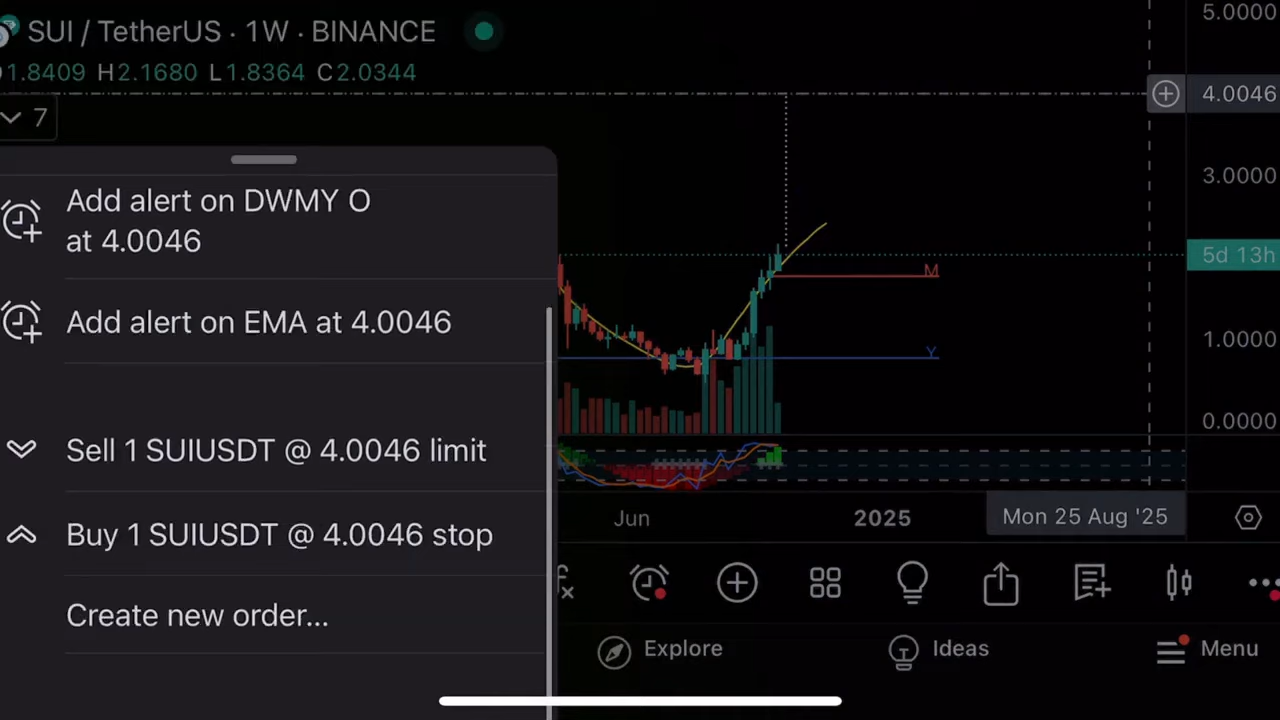 SUI / TetherUS · 1W · BINANCE
O1.8409 H2.1680 L1.8364 C2.0344
7
5.0000
4.0046
3.0000
5d 13h
1.0000
0.0000
Add alert on DWMY O
at 4.0046
Add alert on EMA at 4.0046
Sell 1 SUIUSDT @ 4.0046 limit
Buy 1 SUIUSDT @ 4.0046 stop
Create new order...
M
Y
Jun
2025
Mon 25 Aug '25
Explore
Ideas
Menu